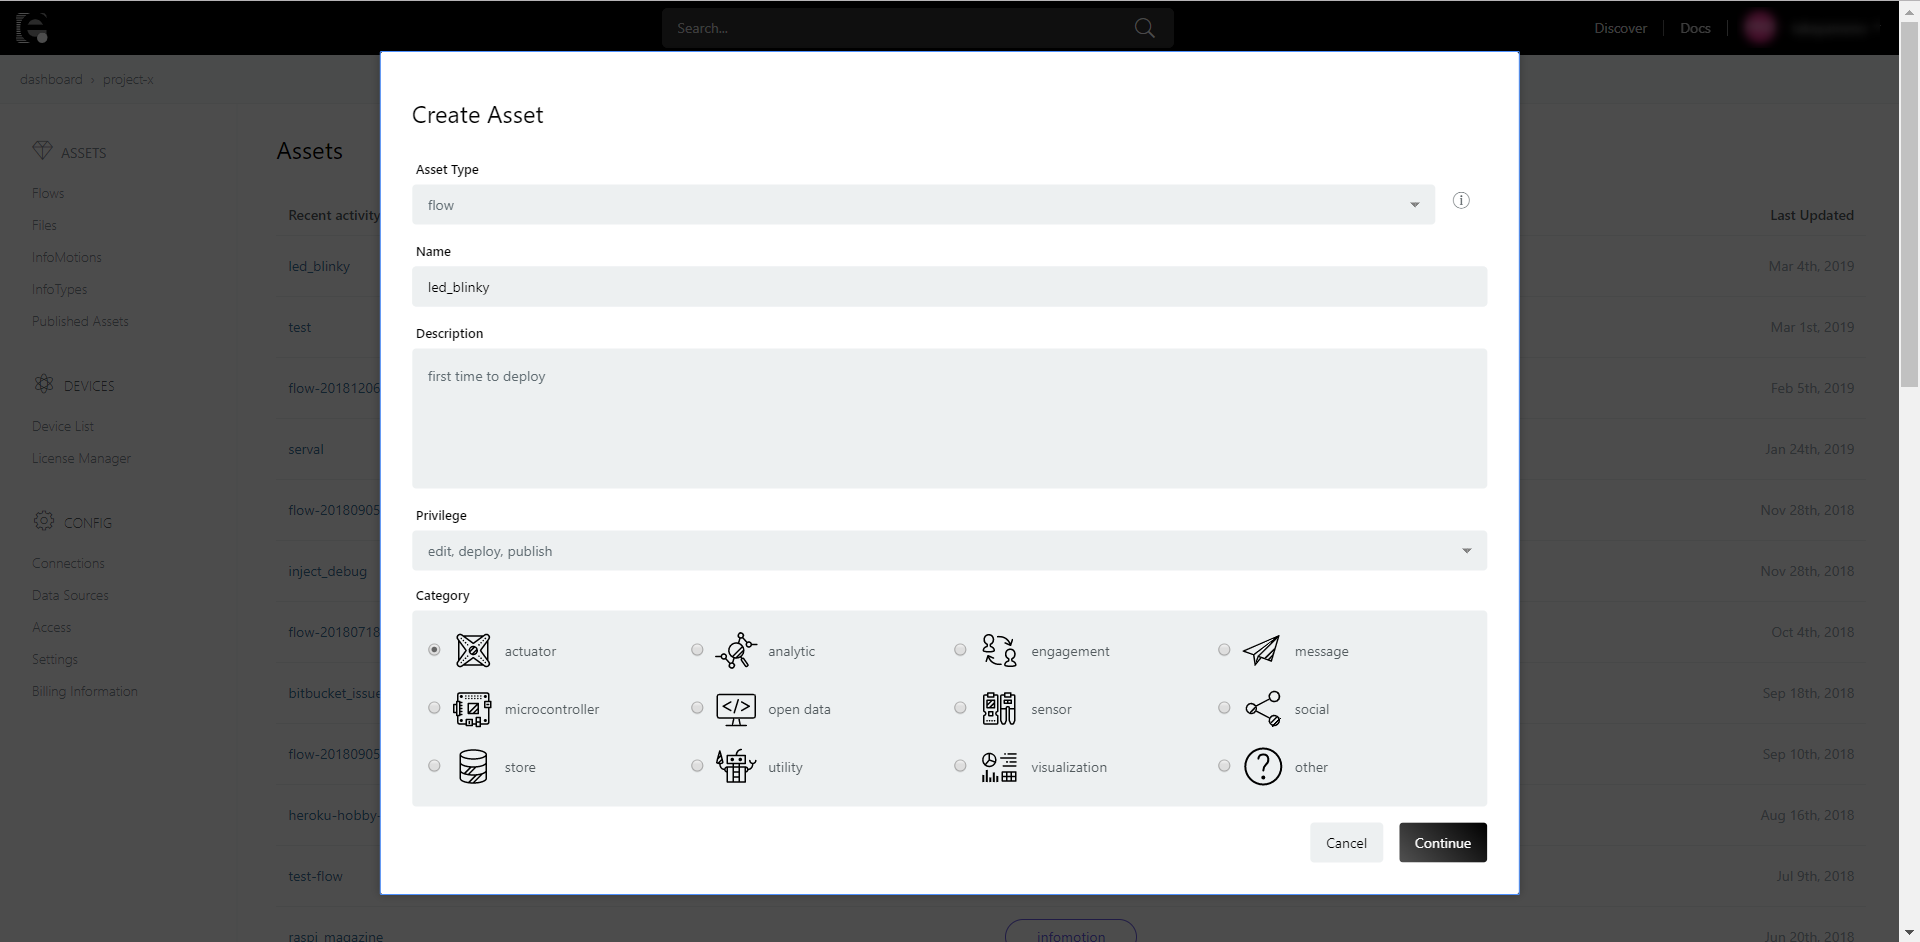 Search...
Discover
Docs
dashboard › project-x
Create Asset
ASSETS
Flows
Files
InfoMotions
InfoTypes
Published Assets
DEVICES
Device List
License Manager
CONFIG
Connections
Data Sources
Access
Settings
Billing Information
Assets
Recent activity
Last Updated
led_blinky
Mar 4th, 2019
test
Mar 1st, 2019
flow-20181206
Feb 5th, 2019
serval
Jan 24th, 2019
flow-20180905
Nov 28th, 2018
inject_debug
Nov 28th, 2018
flow-20180718
Oct 4th, 2018
bitbucket_issue
Sep 18th, 2018
flow-20180905
Sep 10th, 2018
heroku-hobby-
Aug 16th, 2018
test-flow
Jul 9th, 2018
raspi_magazine
infomotion
Jun 20th, 2018
Asset Type
flow
Name
led_blinky
Description
first time to deploy
Privilege
edit, deploy, publish
Category
actuator
analytic
engagement
message
microcontroller
open data
sensor
social
store
utility
visualization
other
Cancel
Continue